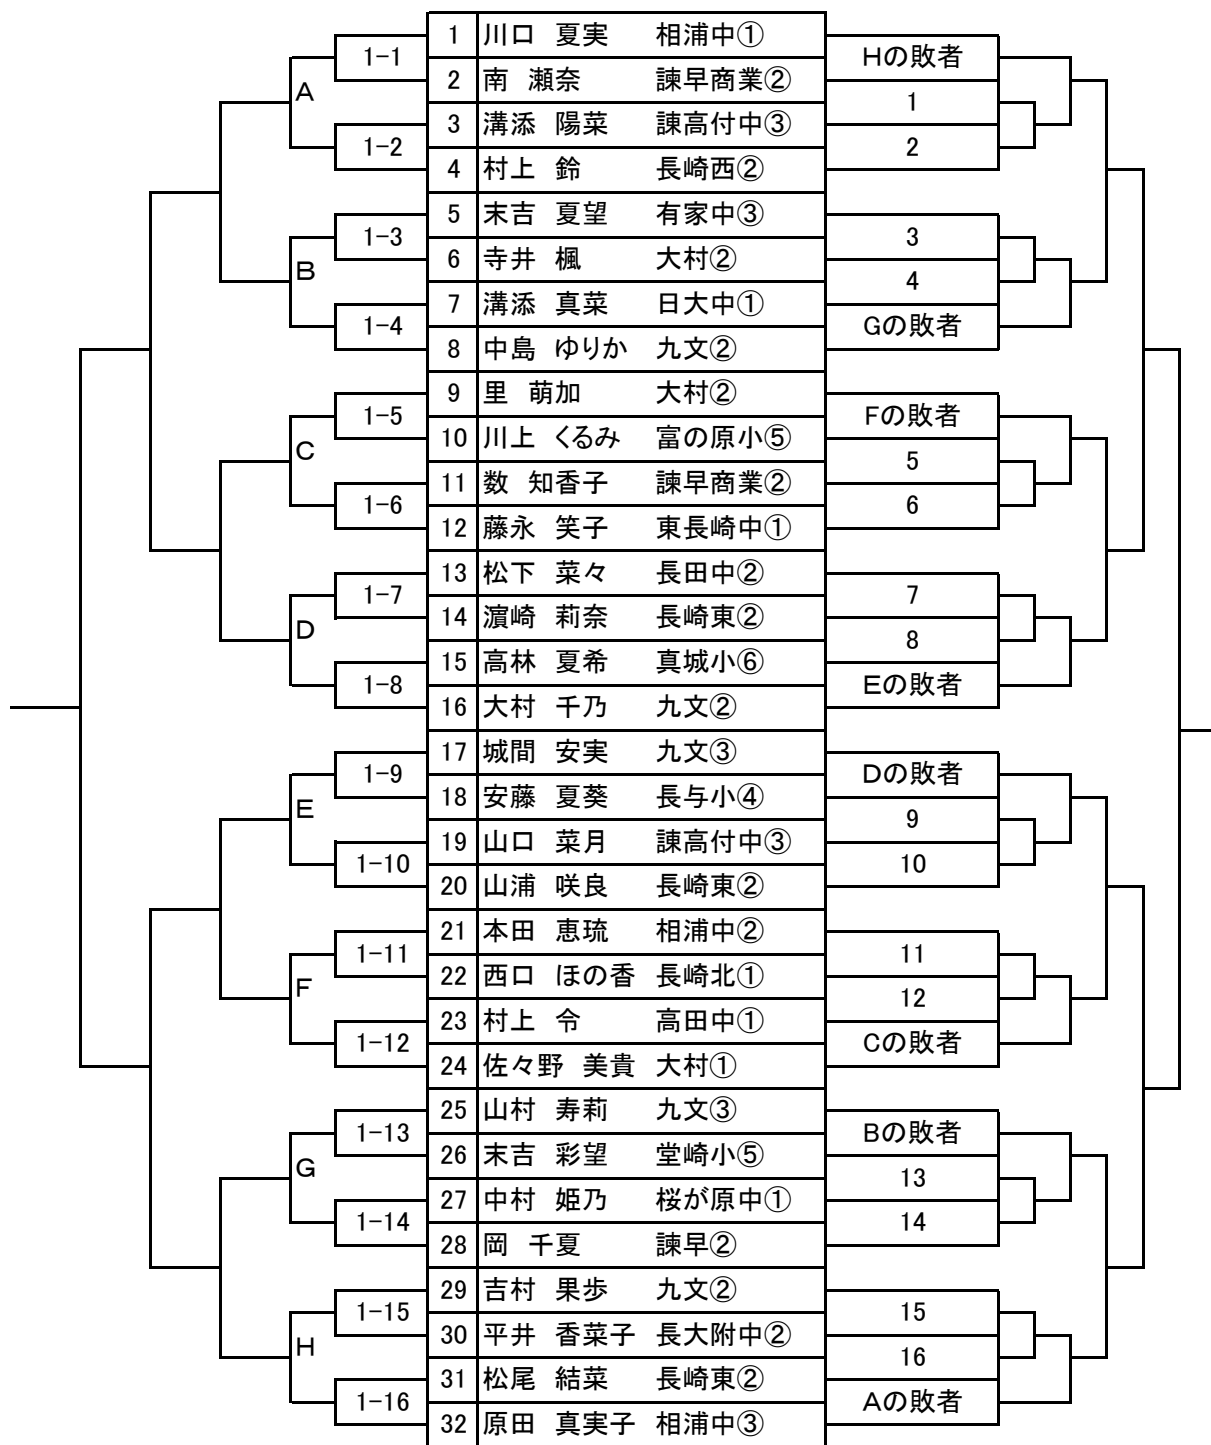 1 川口 夏実 相浦中①
1-1 Hの敗者
2 南 瀬奈 諫早商業②
A 1
3 溝添 陽菜 諫高付中③
1-2 2
4 村上 鈴 長崎西②
5 末吉 夏望 有家中③
1-3 3
6 寺井 楓 大村②
B 4
7 溝添 真菜 日大中①
1-4 Gの敗者
8 中島 ゆりか 九文②
9 里 萌加 大村②
1-5 Fの敗者
10 川上 くるみ 富の原小⑤
C 5
11 数 知香子 諫早商業②
1-6 6
12 藤永 笑子 東長崎中①
13 松下 菜々 長田中②
1-7 7
14 濵崎 莉奈 長崎東②
D 8
15 高林 夏希 真城小⑥
1-8 Eの敗者
16 大村 千乃 九文②
17 城間 安実 九文③
1-9 Dの敗者
18 安藤 夏葵 長与小④
E 9
19 山口 菜月 諫高付中③
1-10 10
20 山浦 咲良 長崎東②
21 本田 恵琉 相浦中②
1-11 11
22 西口 ほの香 長崎北①
F 12
23 村上 令 高田中①
1-12 Cの敗者
24 佐々野 美貴 大村①
25 山村 寿莉 九文③
1-13 Bの敗者
26 末吉 彩望 堂崎小⑤
G 13
27 中村 姫乃 桜が原中①
1-14 14
28 岡 千夏 諫早②
29 吉村 果歩 九文②
1-15 15
30 平井 香菜子 長大附中②
H 16
31 松尾 結菜 長崎東②
1-16 Aの敗者
32 原田 真実子 相浦中③